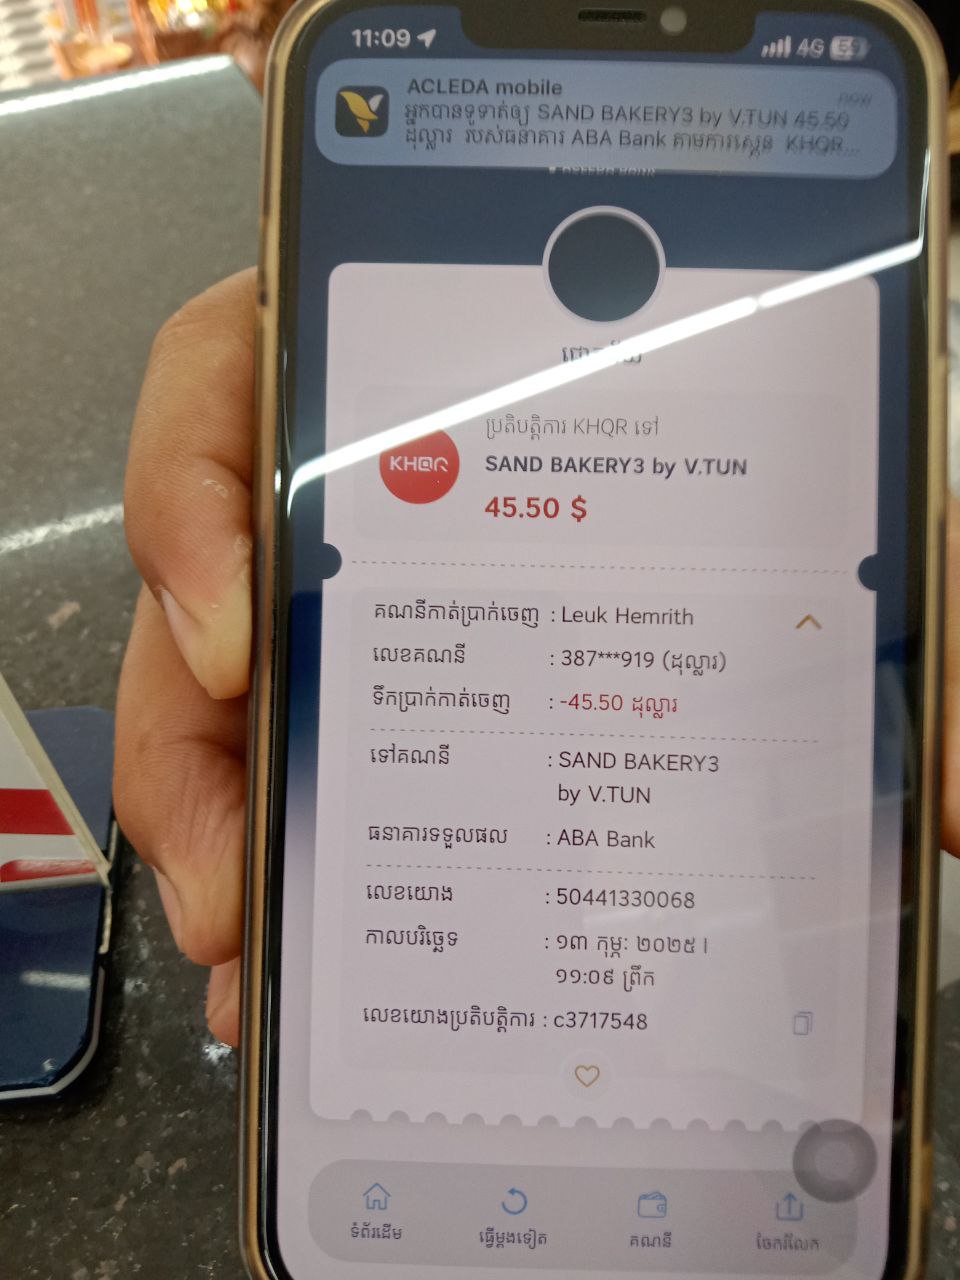 11:09
4G 59
ACLEDA mobile
now
អ្នកបានទូទាត់ឲ្យ SAND BAKERY3 by V.TUN 45.50
ដុល្លារ របស់ធនាគារ ABA Bank តាមការស្កេន KHQR...
ជោគជ័យ
ប្រតិបត្តិការ KHQR ទៅ
KHQR
SAND BAKERY3 by V.TUN
45.50 $
គណនីកាត់ប្រាក់ចេញ : Leuk Hemrith
លេខគណនី : 387***919 (ដុល្លារ)
ទឹកប្រាក់កាត់ចេញ : -45.50 ដុល្លារ
ទៅគណនី : SAND BAKERY3
by V.TUN
ធនាគារទទួលផល : ABA Bank
លេខយោង : 50441330068
កាលបរិច្ឆេទ : ១៣ កុម្ភៈ ២០២៥ |
១១:០៩ ព្រឹក
លេខយោងប្រតិបត្តិការ : c3717548
ទំព័រដើម
ធ្វើម្តងទៀត
គណនី
ចែករំលែក